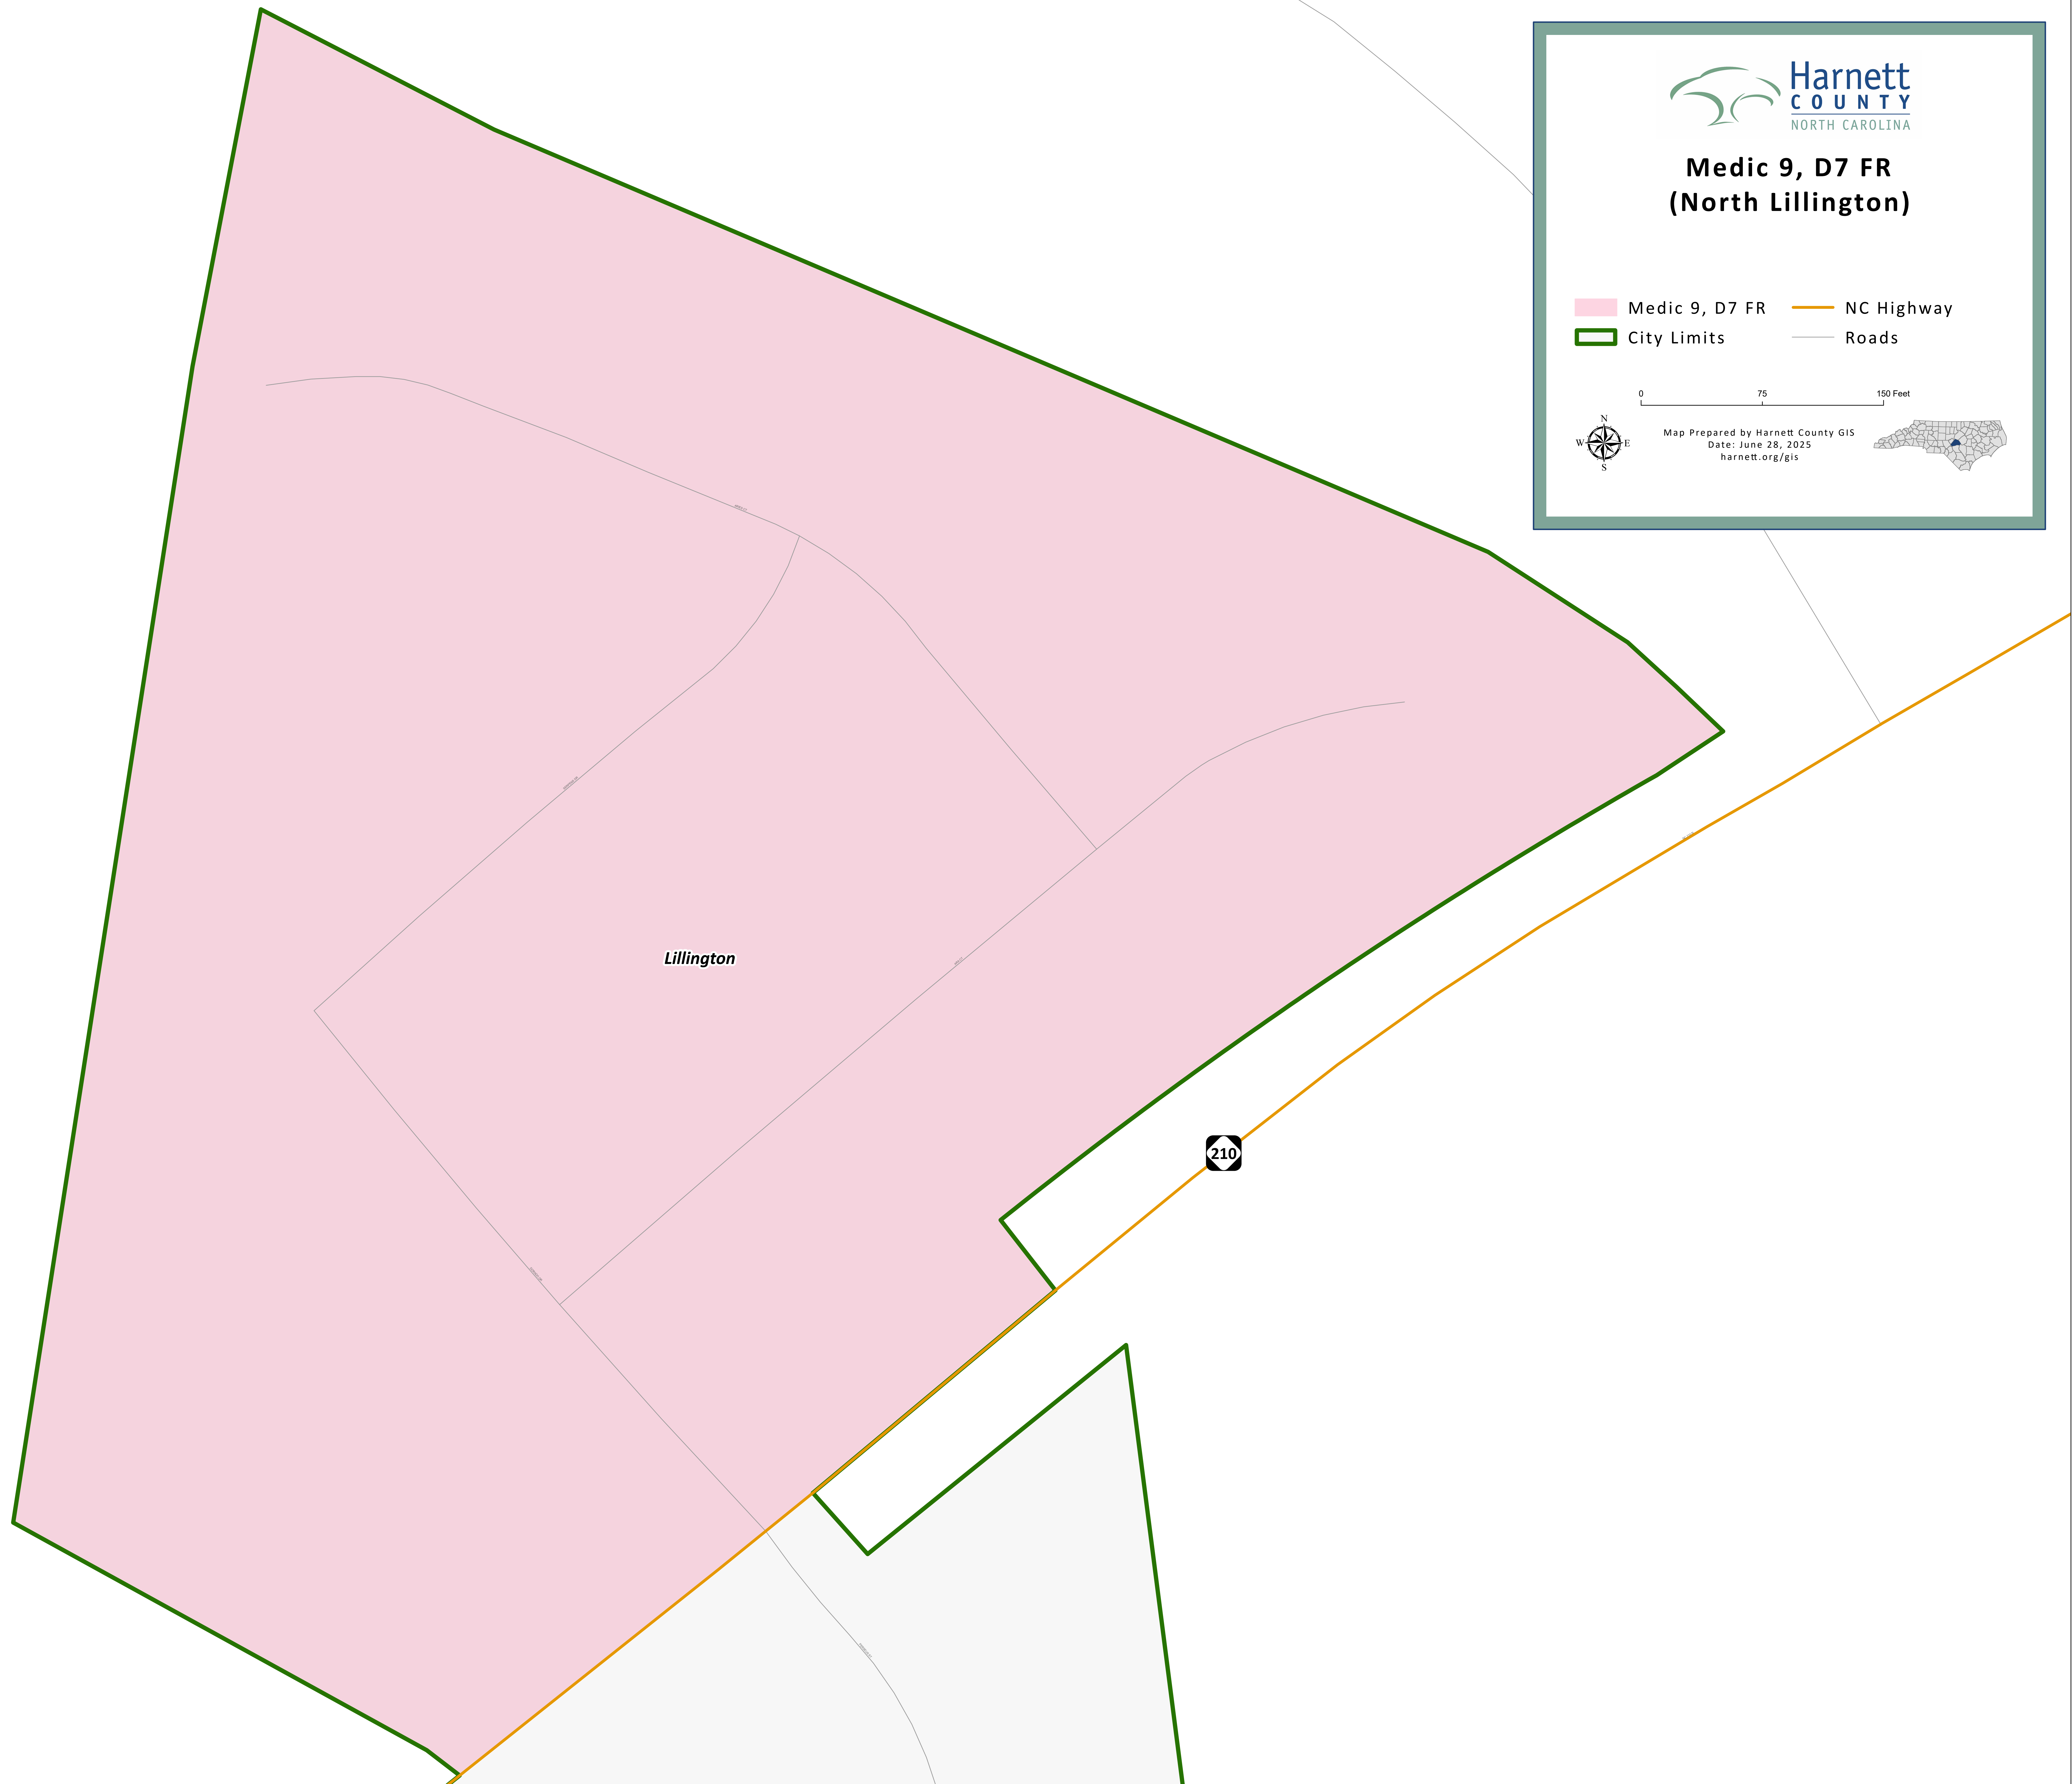 Harnett
COUNTY
NORTH CAROLINA
Medic 9, D7 FR
(North Lillington)
Medic 9, D7 FR
NC Highway
City Limits
Roads
0 75 150 Feet
N
W E
S
Map Prepared by Harnett County GIS
Date: June 28, 2025
harnett.org/gis
Lillington
210